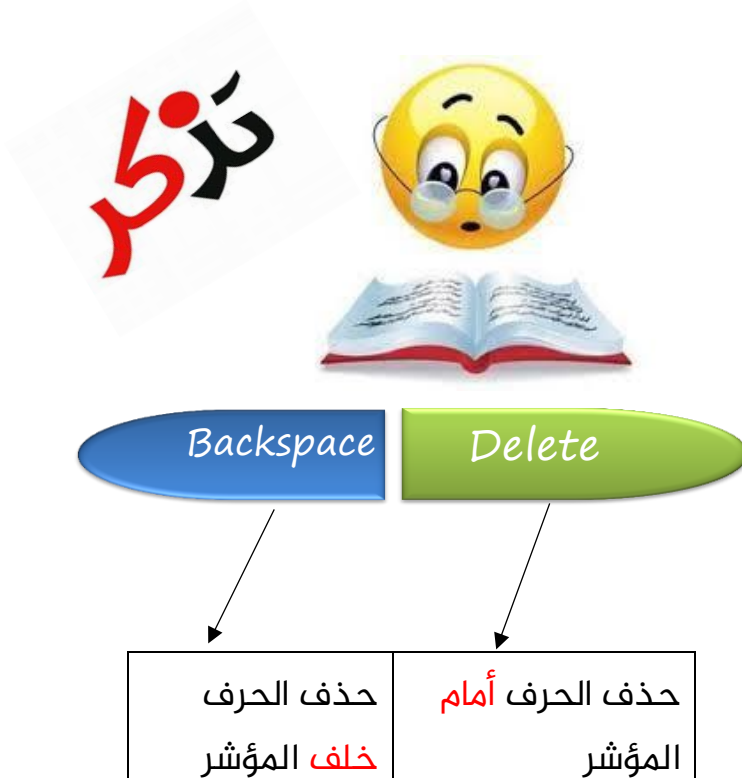 تذكر
Delete
Backspace
حذف الحرف أمام
المؤشر
حذف الحرف
خلف المؤشر